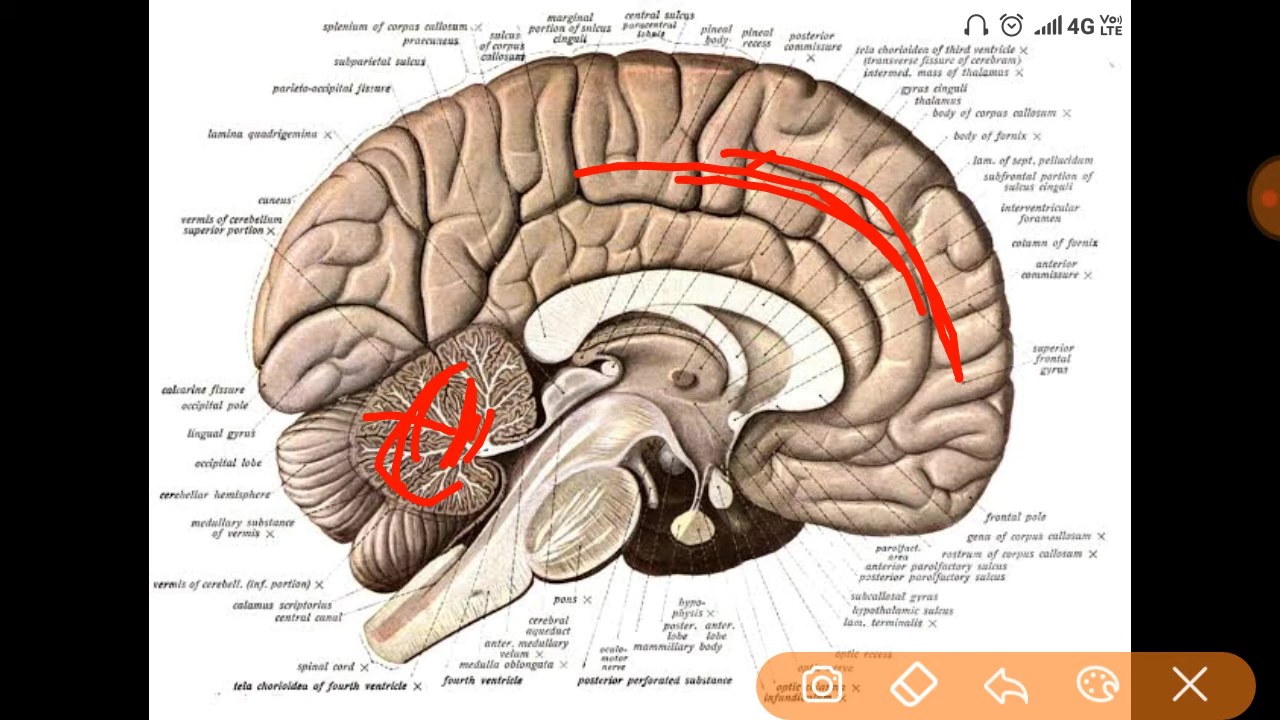 4G Vo)
LTE
splenium of corpus callosum ×
praecuneus
subparietal sulcus
parieto-occipital fissure
lamina quadrigemina ×
cuneus
vermis of cerebellum
superior portion ×
sulcus
of corpus
callosum
marginal
portion of sulcus
cinguli
central sulcus
paracentral
lobule
pineal
body
pineal
recess
posterior
commissure
×
tela chorioidea of third ventricle ×
(transverse fissure of cerebrum)
intermed. mass of thalamus ×
gyrus cinguli
thalamus
body of corpus callosum ×
body of fornix ×
lam. of sept. pellucidum
subfrontal portion of
sulcus cinguli
interventricular
foramen
column of fornix
anterior
commissure ×
superior
frontal
gyrus
calcarine fissure
occipital pole
lingual gyrus
occipital lobe
cerebellar hemisphere
medullary substance
of vermis ×
vermis of cerebell. (inf. portion) ×
calamus scriptorius
central canal
spinal cord ×
tela chorioidea of fourth ventricle ×
fourth ventricle
pons ×
cerebral
aqueduct
anter. medullary
velum ×
medulla oblongata ×
oculo-
motor
nerve
posterior perforated substance
hypo-
physis ×
poster. anter.
lobe lobe
mammillary body
frontal pole
genu of corpus callosum ×
parolfact.
area
rostrum of corpus callosum ×
anterior parolfactory sulcus
posterior parolfactory sulcus
subcallosal gyrus
hypothalamic sulcus
lam. terminalis ×
optic recess